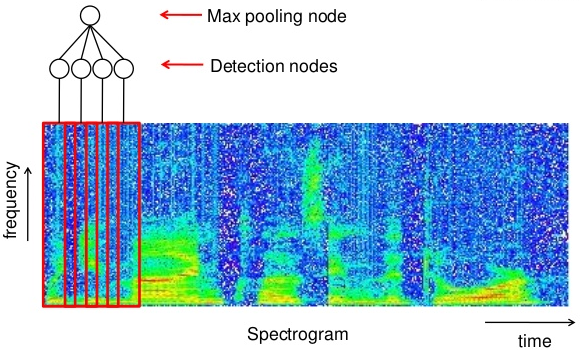 Max pooling node
Detection nodes
frequency
Spectrogram
time